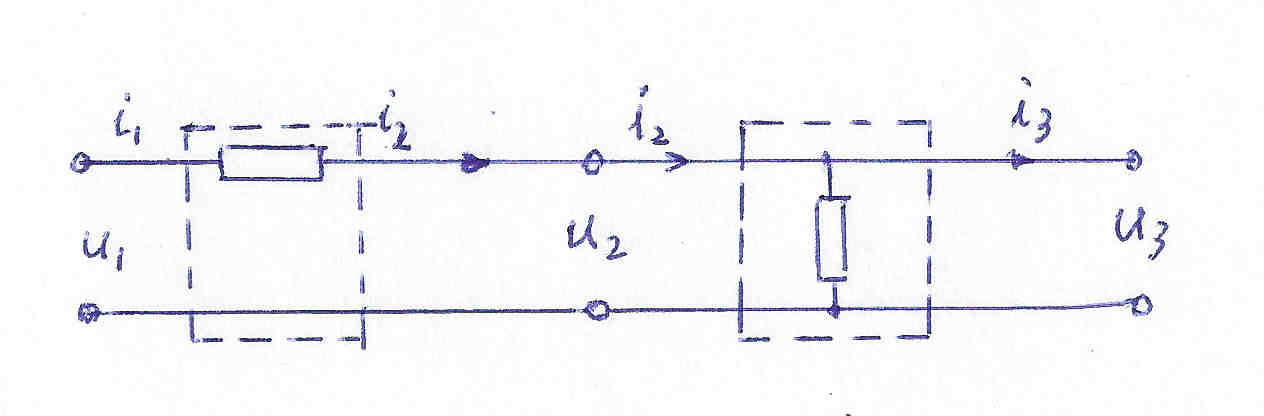 i₁ i₂ i₂ i₃
u₁ u₂ u₃